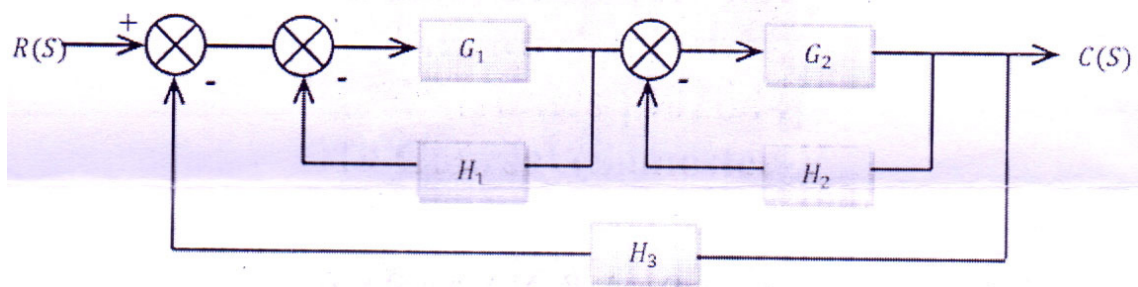 +
R(S) G₁ G₂ C(S)
- - -
H₁ H₂
H₃